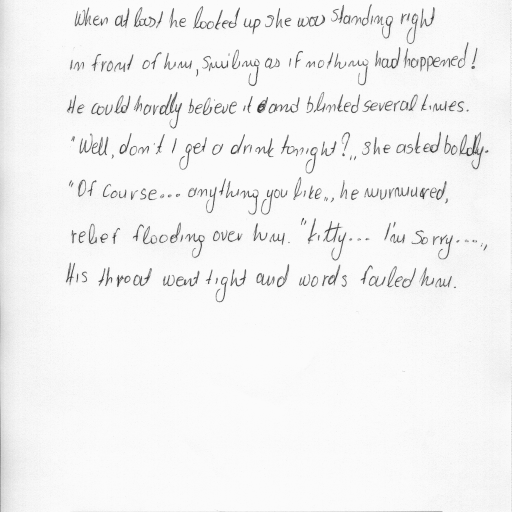 When at last he looked up she was standing right
in front of him, smiling as if nothing had happened!
He could hardly believe it and blinked several times.
"Well, don't I get a drink tonight?„ she asked boldly.
"Of course... anything you like„, he murmured,
relief flooding over him. "Kitty... I'm sorry....„
His throat went tight and words failed him.